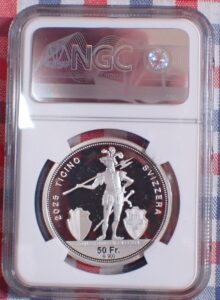 NGC
2025 TICINO
SVIZZERA
50 Fr.